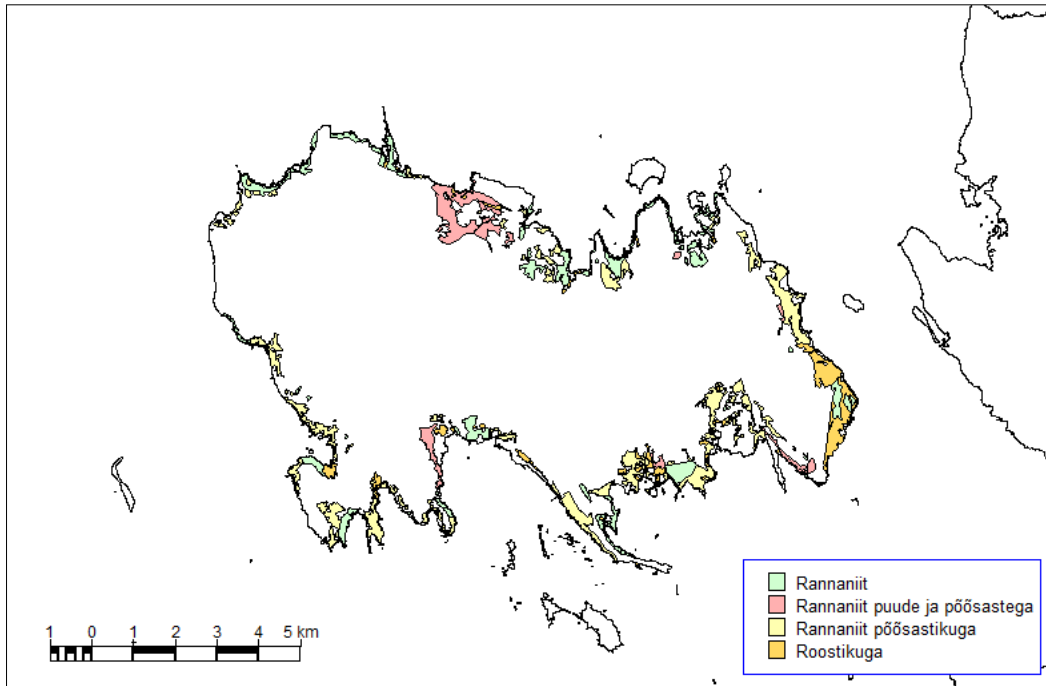 Rannaniit
Rannaniit puude ja põõsastega
Rannaniit põõsastikuga
Roostikuga
1 0 1 2 3 4 5 km